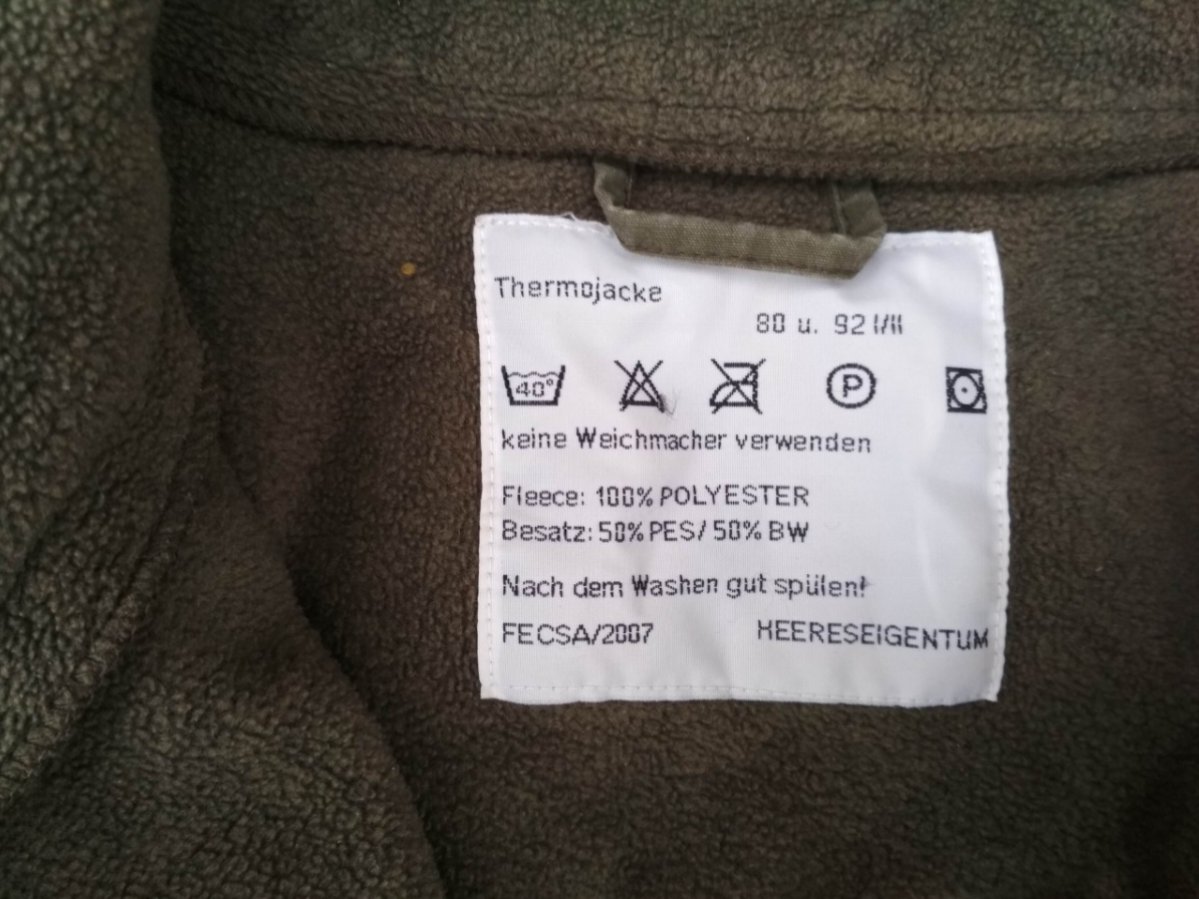 Thermojacke
80 u. 92 I/II
40°
P
keine Weichmacher verwenden
Fleece: 100% POLYESTER
Besatz: 50% PES/ 50% BW
Nach dem Washen gut spülen!
FECSA/2007 HEERESEIGENTUM